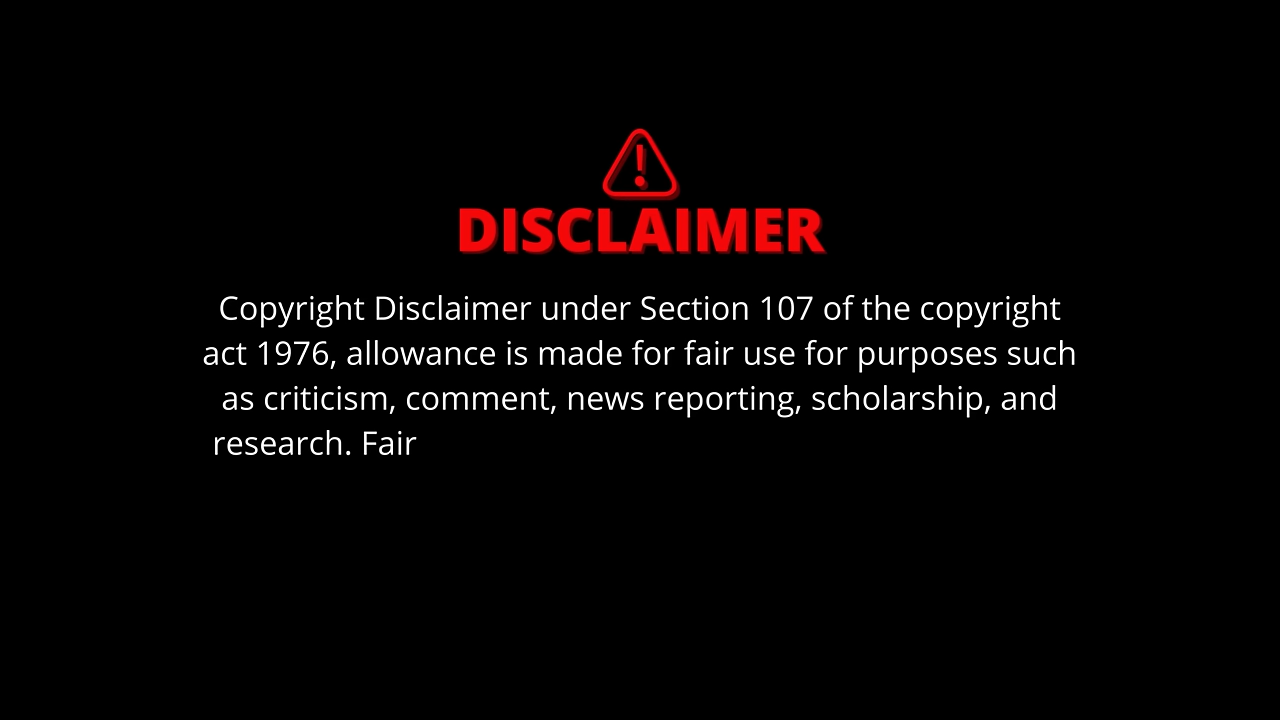 DISCLAIMER
Copyright Disclaimer under Section 107 of the copyright
act 1976, allowance is made for fair use for purposes such
as criticism, comment, news reporting, scholarship, and
research. Fair